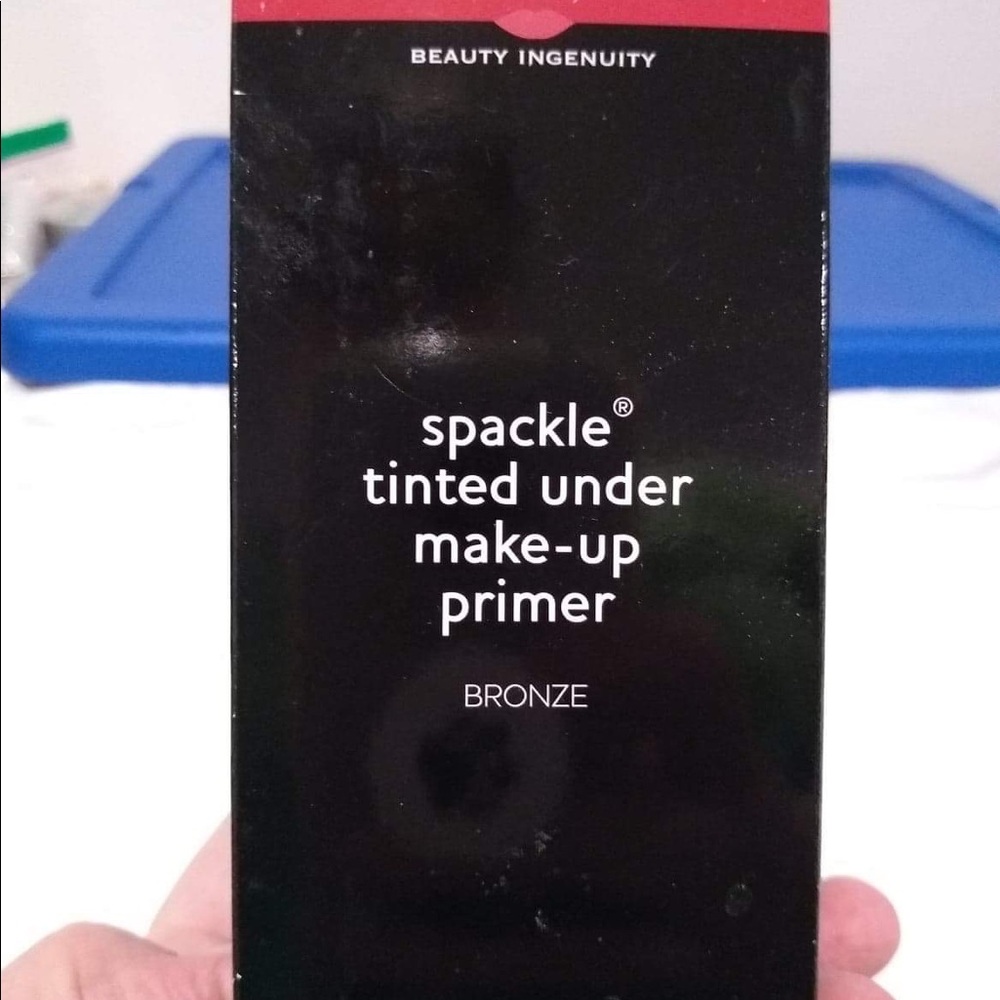 BEAUTY INGENUITY
spackle®
tinted under
make-up
primer
BRONZE